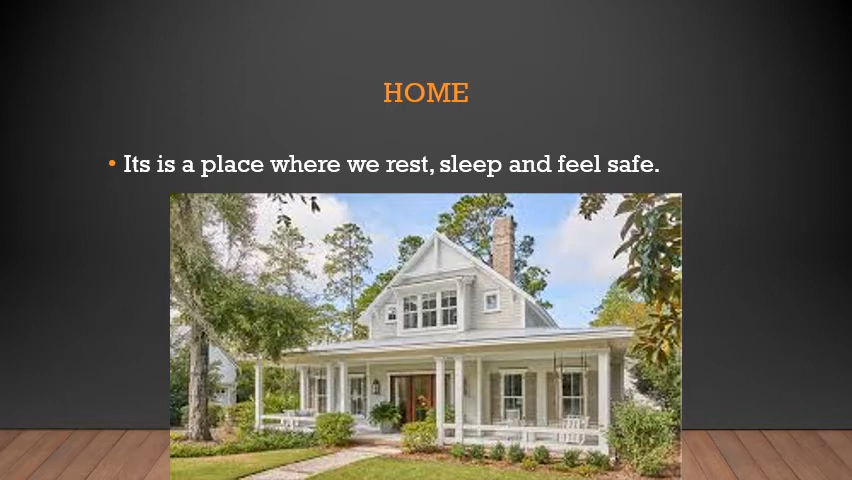 HOME
• Its is a place where we rest, sleep and feel safe.